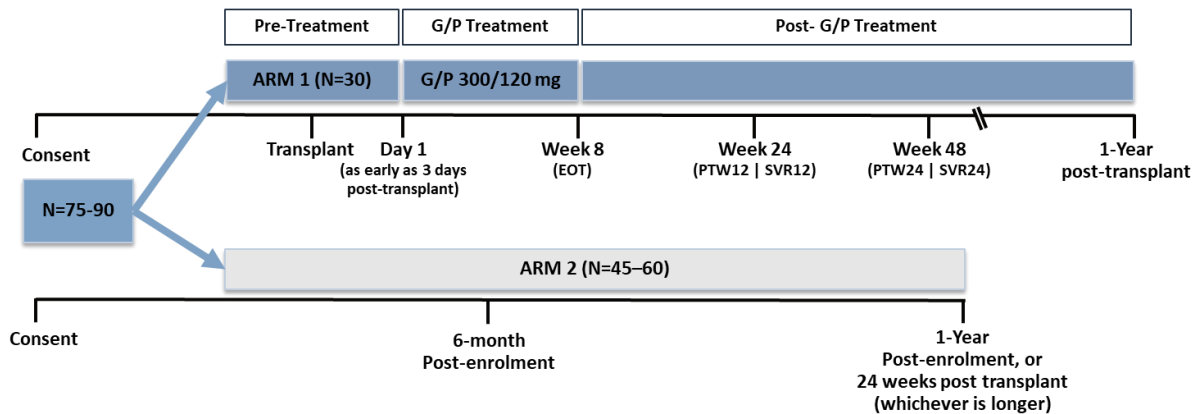 Pre-Treatment
G/P Treatment
Post- G/P Treatment
ARM 1 (N=30)
G/P 300/120 mg
Consent
Transplant
Day 1
(as early as 3 days
post-transplant)
Week 8
(EOT)
Week 24
(PTW12 | SVR12)
Week 48
(PTW24 | SVR24)
1-Year
post-transplant
N=75-90
ARM 2 (N=45–60)
Consent
6-month
Post-enrolment
1-Year
Post-enrolment, or
24 weeks post transplant
(whichever is longer)